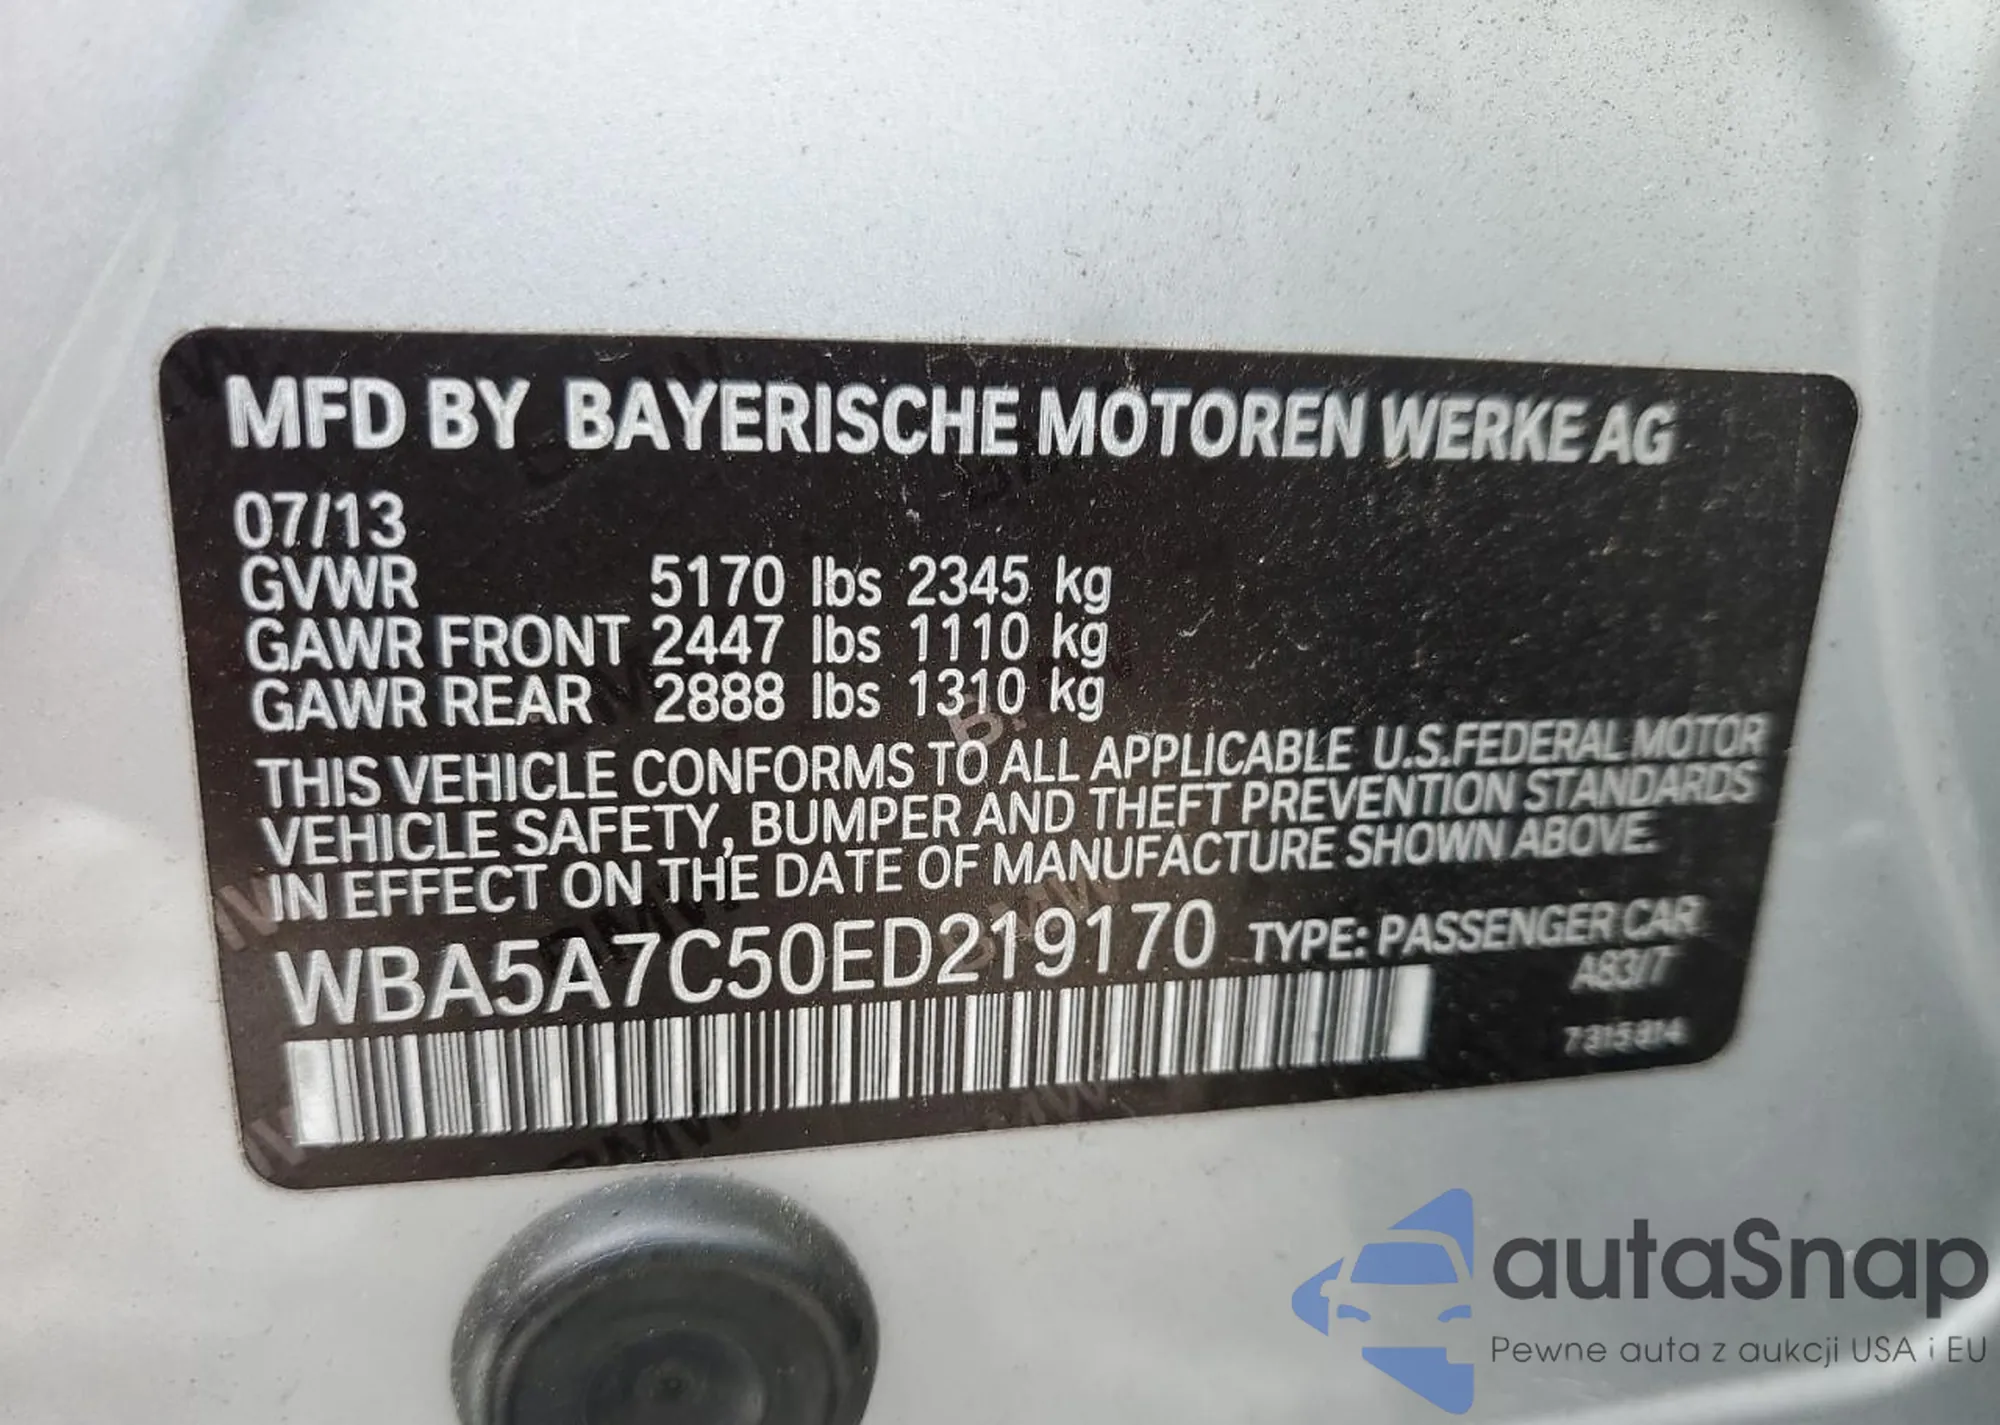 MFD BY BAYERISCHE MOTOREN WERKE AG
07/13
GVWR 5170 lbs 2345 kg
GAWR FRONT 2447 lbs 1110 kg
GAWR REAR 2888 lbs 1310 kg
THIS VEHICLE CONFORMS TO ALL APPLICABLE U.S.FEDERAL MOTOR
VEHICLE SAFETY, BUMPER AND THEFT PREVENTION STANDARDS
IN EFFECT ON THE DATE OF MANUFACTURE SHOWN ABOVE.
WBA5A7C50ED219170 TYPE: PASSENGER CAR
A83/T
7 315 814
autaSnap
Pewne auta z aukcji USA i EU